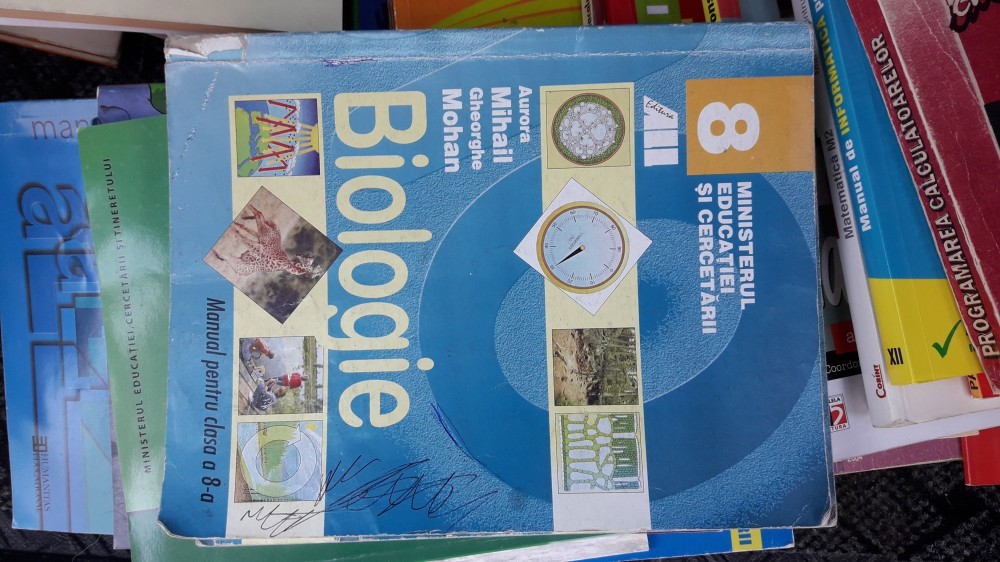 MINISTERUL
EDUCAȚIEI
ȘI CERCETĂRII
8
Editura
All
Aurora
Mihail
Gheorghe
Mohan
Biologie
Manual pentru clasa a 8-a
MINISTERUL EDUCAȚIEI, CERCETĂRII ȘI TINERETULUI
HUMANITAS
PROGRAMAREA CALCULATOARELOR
Manual de INFORMATICĂ
XII
CORINT
Matematică M2